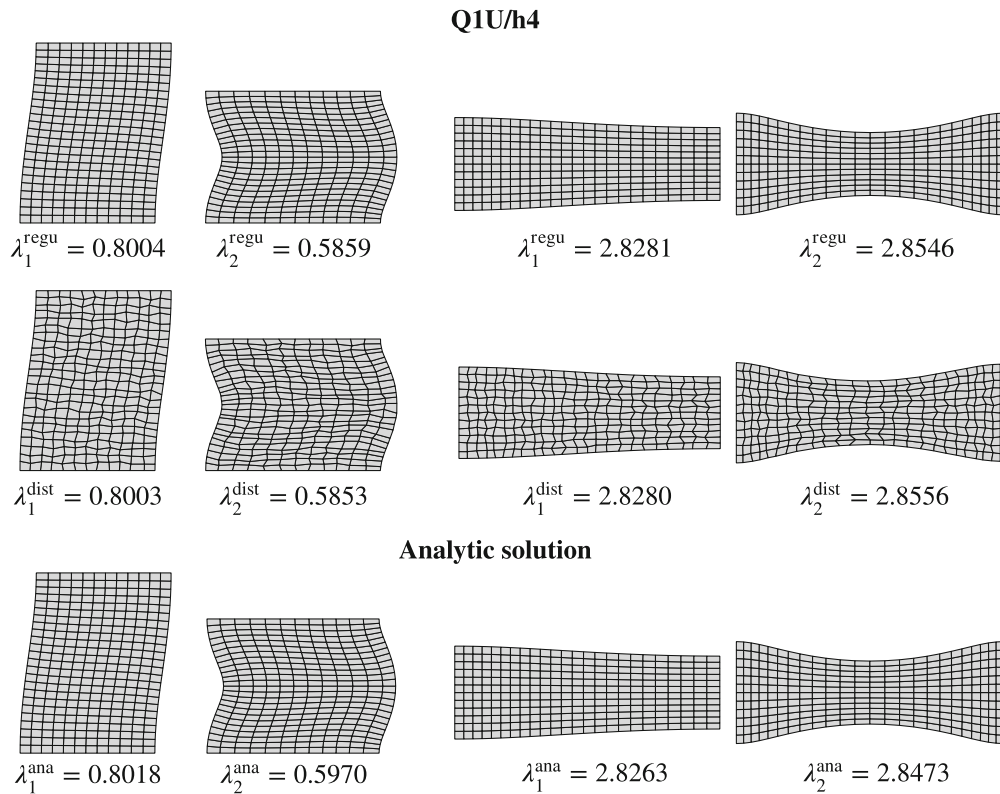 Q1U/h4
λ₁ʳᵉᵍᵘ = 0.8004 λ₂ʳᵉᵍᵘ = 0.5859 λ₁ʳᵉᵍᵘ = 2.8281 λ₂ʳᵉᵍᵘ = 2.8546
λ₁ᵈⁱˢᵗ = 0.8003 λ₂ᵈⁱˢᵗ = 0.5853 λ₁ᵈⁱˢᵗ = 2.8280 λ₂ᵈⁱˢᵗ = 2.8556
Analytic solution
λ₁ᵃⁿᵃ = 0.8018 λ₂ᵃⁿᵃ = 0.5970 λ₁ᵃⁿᵃ = 2.8263 λ₂ᵃⁿᵃ = 2.8473